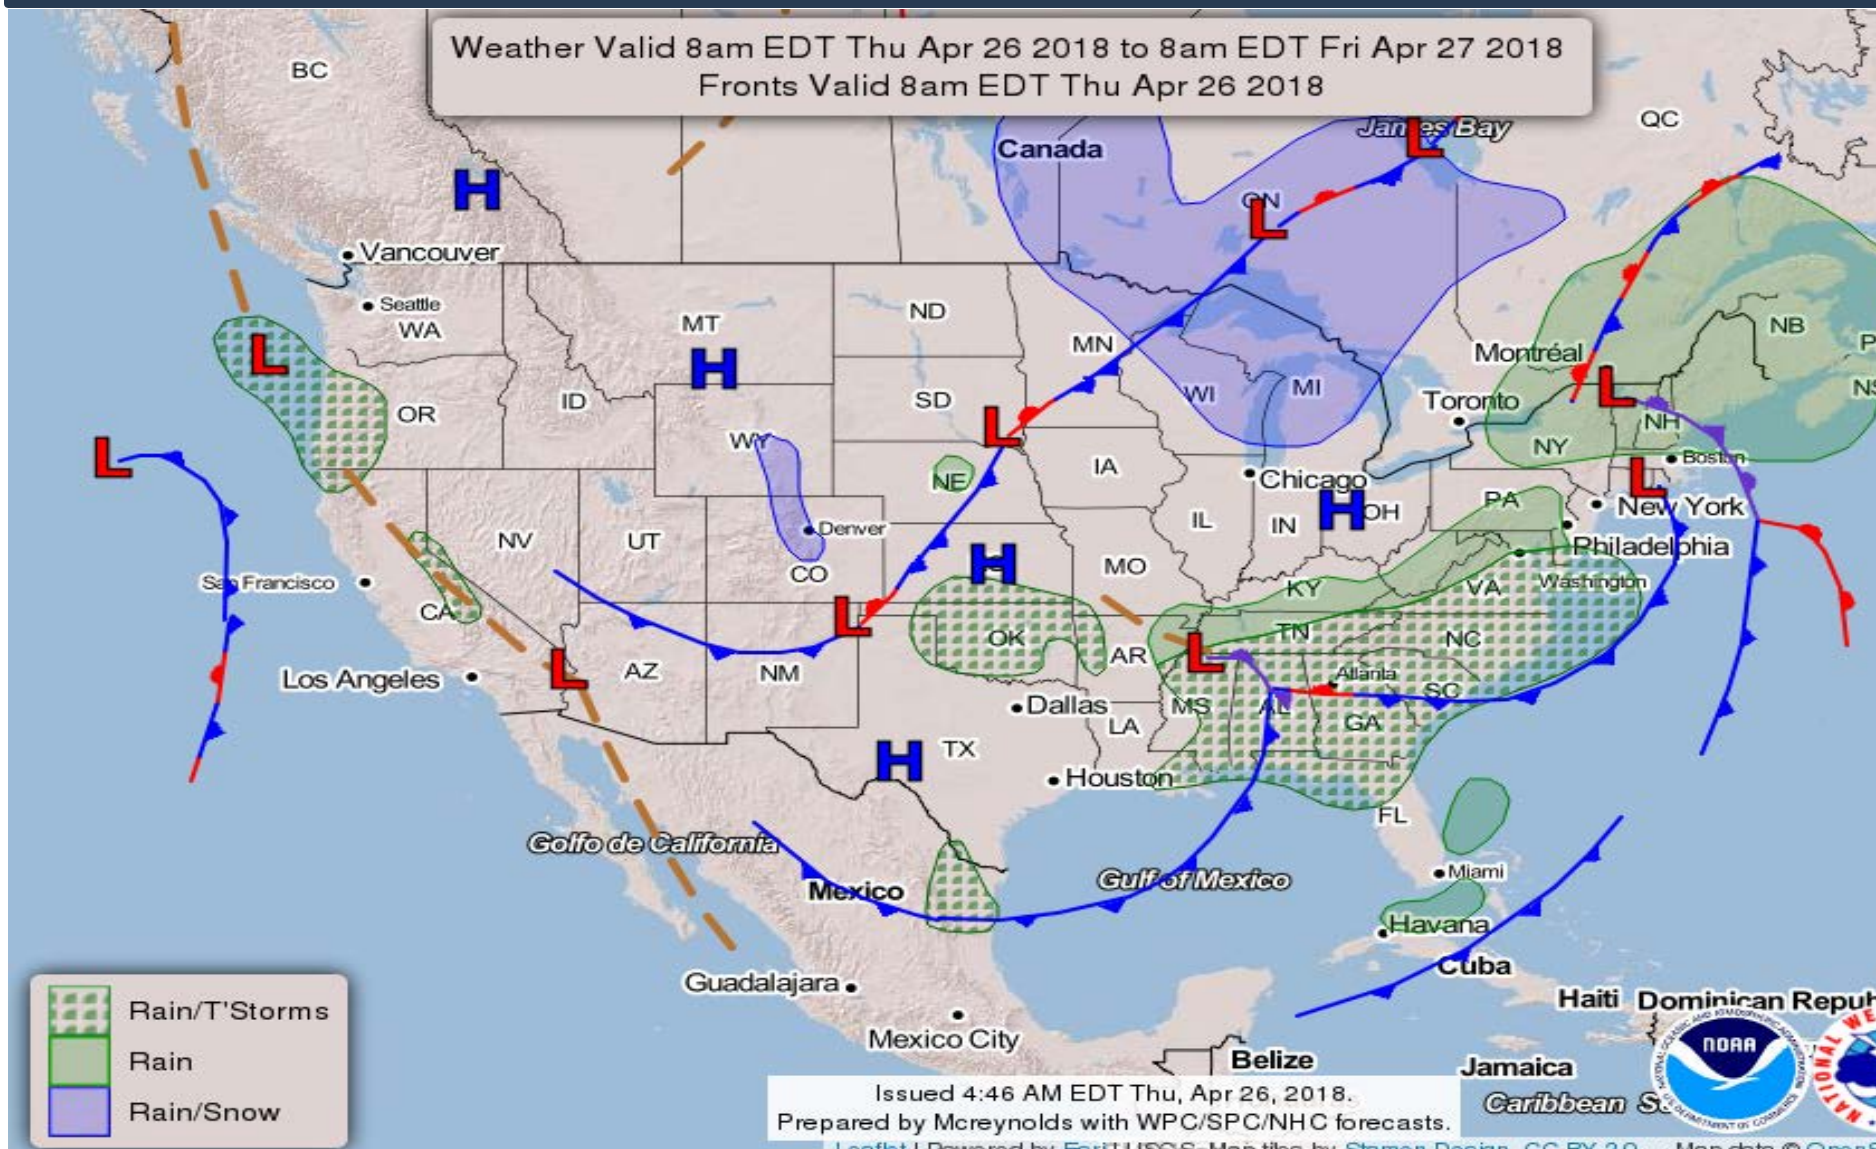 Weather Valid 8am EDT Thu Apr 26 2018 to 8am EDT Fri Apr 27 2018
Fronts Valid 8am EDT Thu Apr 26 2018
BC
QC
James Bay
Canada
H
L
ON
L
Vancouver
Seattle
WA
MT
ND
MN
NB
L
H
Montréal
L
OR
ID
SD
WI
MI
Toronto
NH
L
WY
NY
Boston
L
NE
IA
Chicago
L
New York
H
OH
PA
NV
UT
Denver
IL
IN
Philadelphia
H
CO
MO
KY
VA
Washington
San Francisco
CA
L
OK
TN
NC
AR
L
Los Angeles
L
AZ
NM
Atlanta
SC
Dallas
LA
MS
AL
GA
H
TX
Houston
FL
Golfo de California
Mexico
Gulf of Mexico
Miami
Havana
Cuba
Guadalajara
Mexico City
Haiti
Dominican Repub
Belize
Jamaica
Caribbean S
NOAA
NATIONAL WE
Rain/T'Storms
Rain
Rain/Snow
Issued 4:46 AM EDT Thu, Apr 26, 2018.
Prepared by Mcreynolds with WPC/SPC/NHC forecasts.